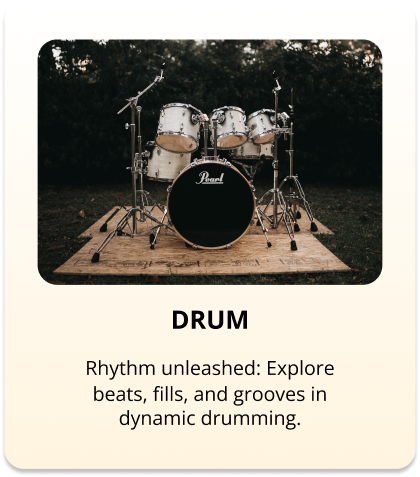 Pearl
DRUM
Rhythm unleashed: Explore
beats, fills, and grooves in
dynamic drumming.